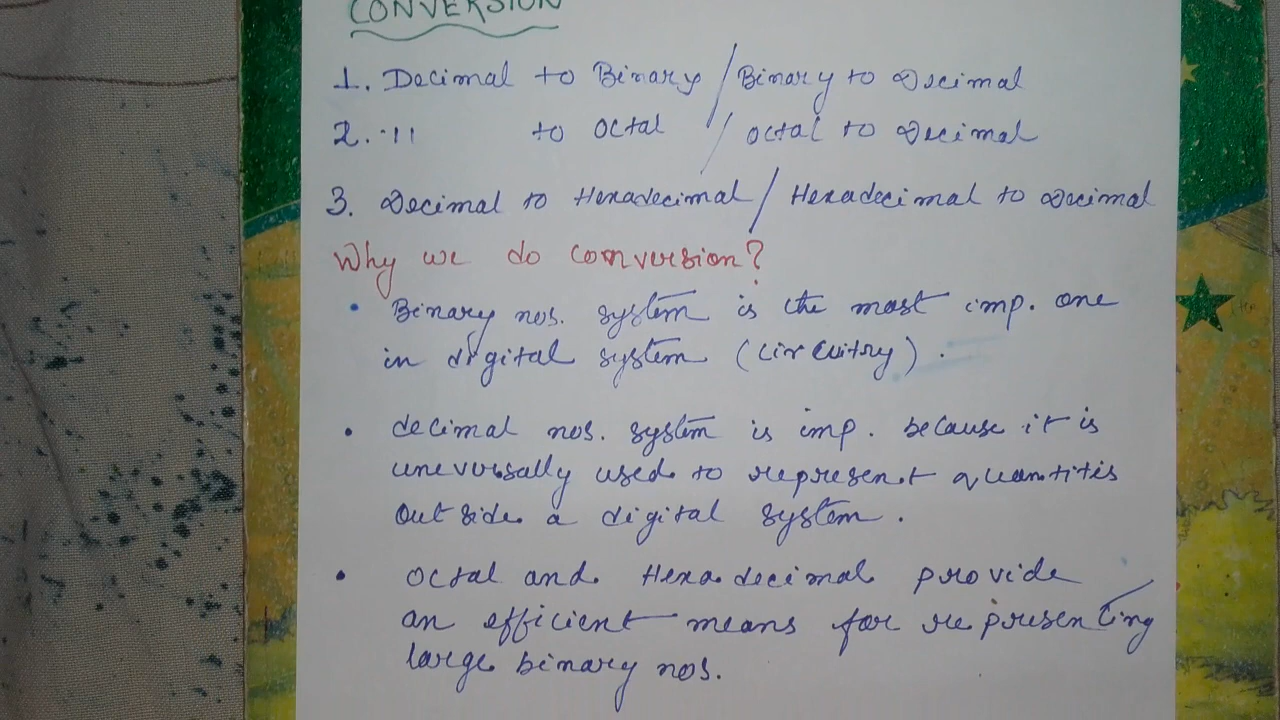 CONVERSION
1. Decimal to Binary / Binary to Decimal
2. -11 to Octal / Octal to Decimal
3. Decimal to Hexadecimal / Hexadecimal to Decimal
Why we do conversion?
• Binary nos. system is the most imp. one
in digital system (circuitry).
• decimal nos. system is imp. because it is
uneversally used to represent quantitis
outside a digital system.
• Octal and Hexadecimal provide
an efficient means for representing
large binary nos.